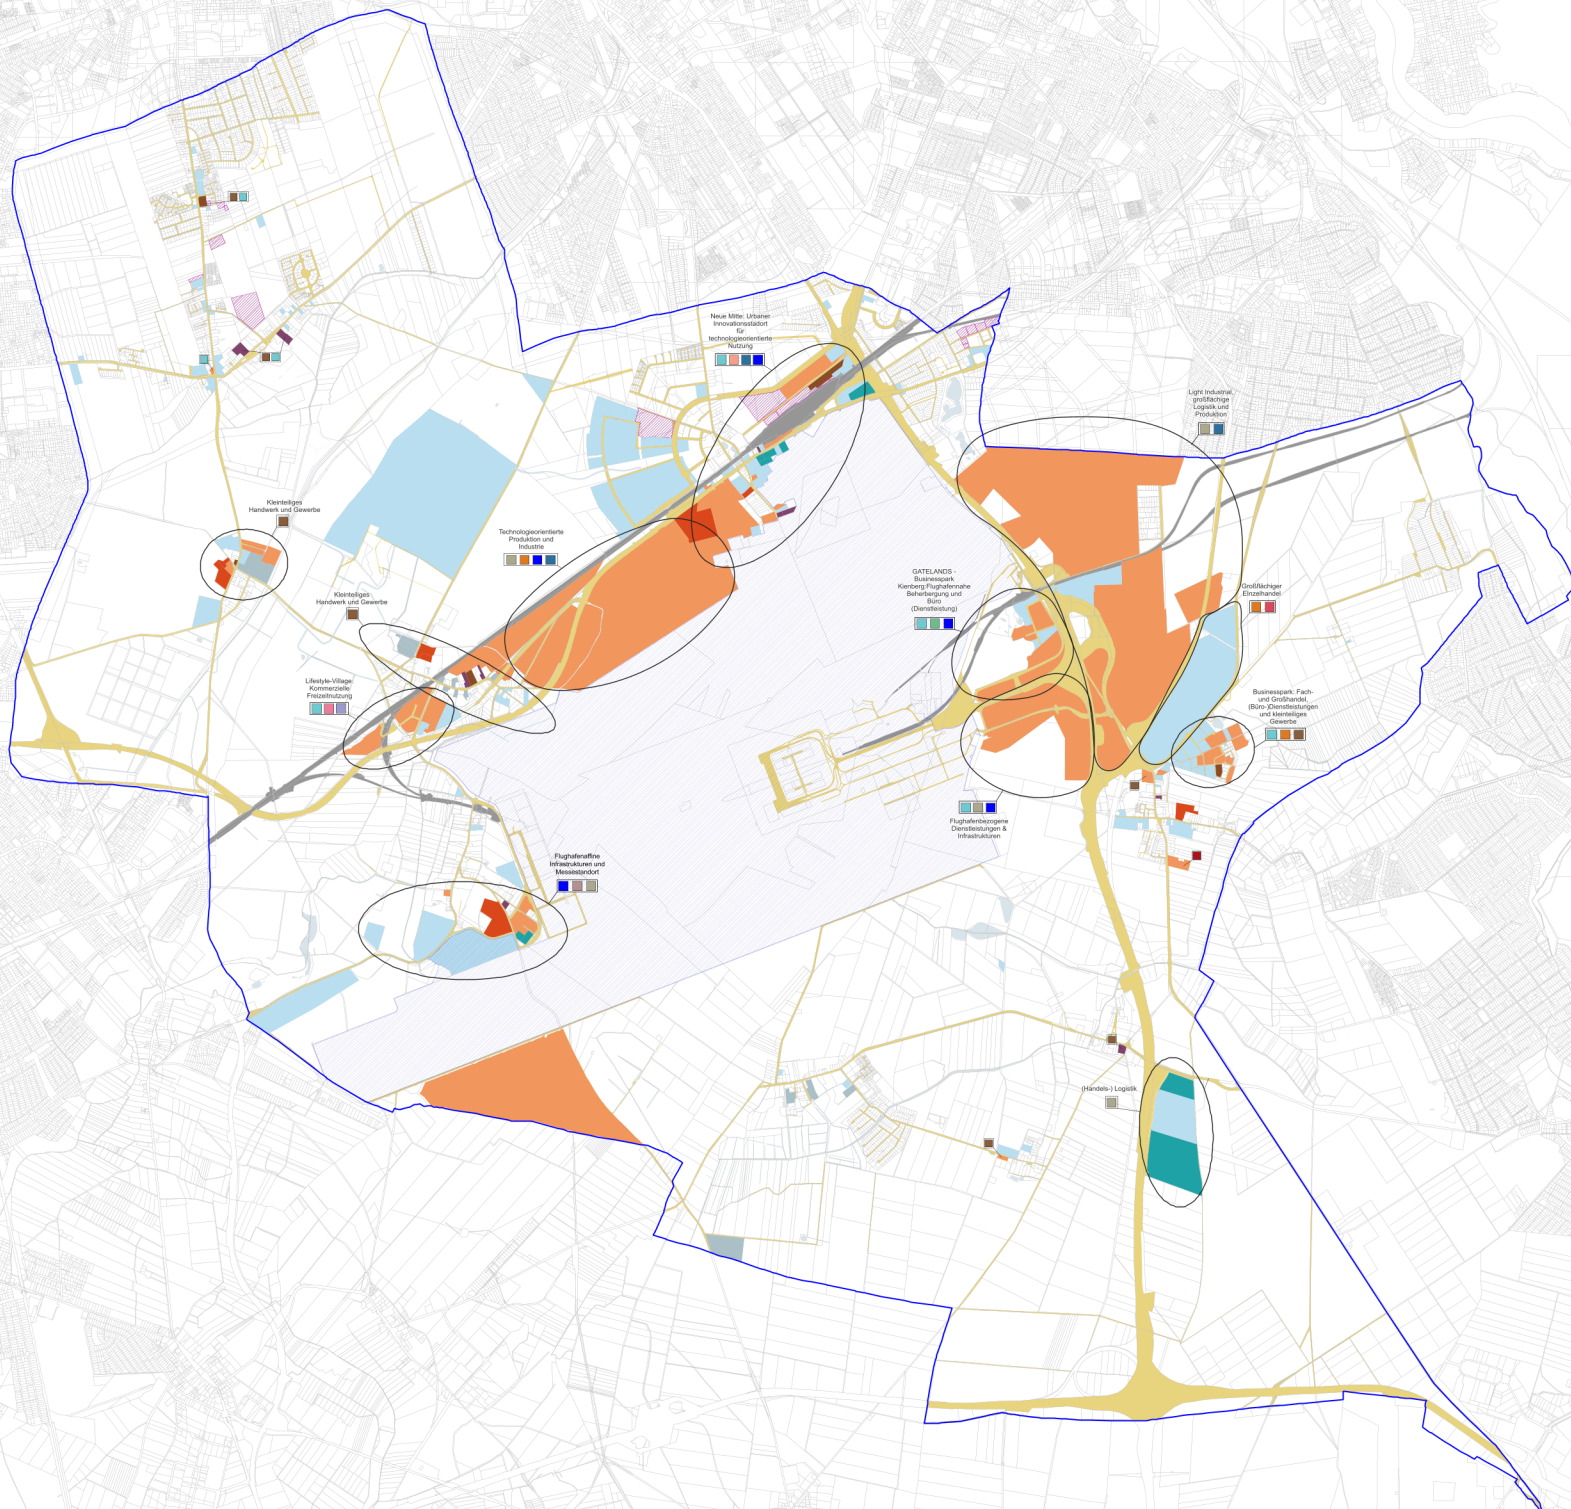 Neue Mitte: Urbaner
Innovationsstadort
für
technologieorientierte
Nutzung
Light Industrial,
großflächige
Logistik und
Produktion
Kleinteiliges
Handwerk und Gewerbe
Technologieorientierte
Produktion und
Industrie
GATELANDS -
Businesspark
Kienberg:Flughafennahe
Beherbergung und
Büro
(Dienstleistung)
Großflächiger
Einzelhandel
Kleinteiliges
Handwerk und Gewerbe
Lifestyle-Village:
Kommerzielle
Freizeitnutzung
Businesspark: Fach-
und Großhandel,
(Büro-)Dienstleistungen
und kleinteiliges
Gewerbe
Flughafenbezogene
Dienstleistungen &
Infrastrukturen
Flughafenaffine
Infrastrukturen und
Messestandort
(Handels-) Logistik